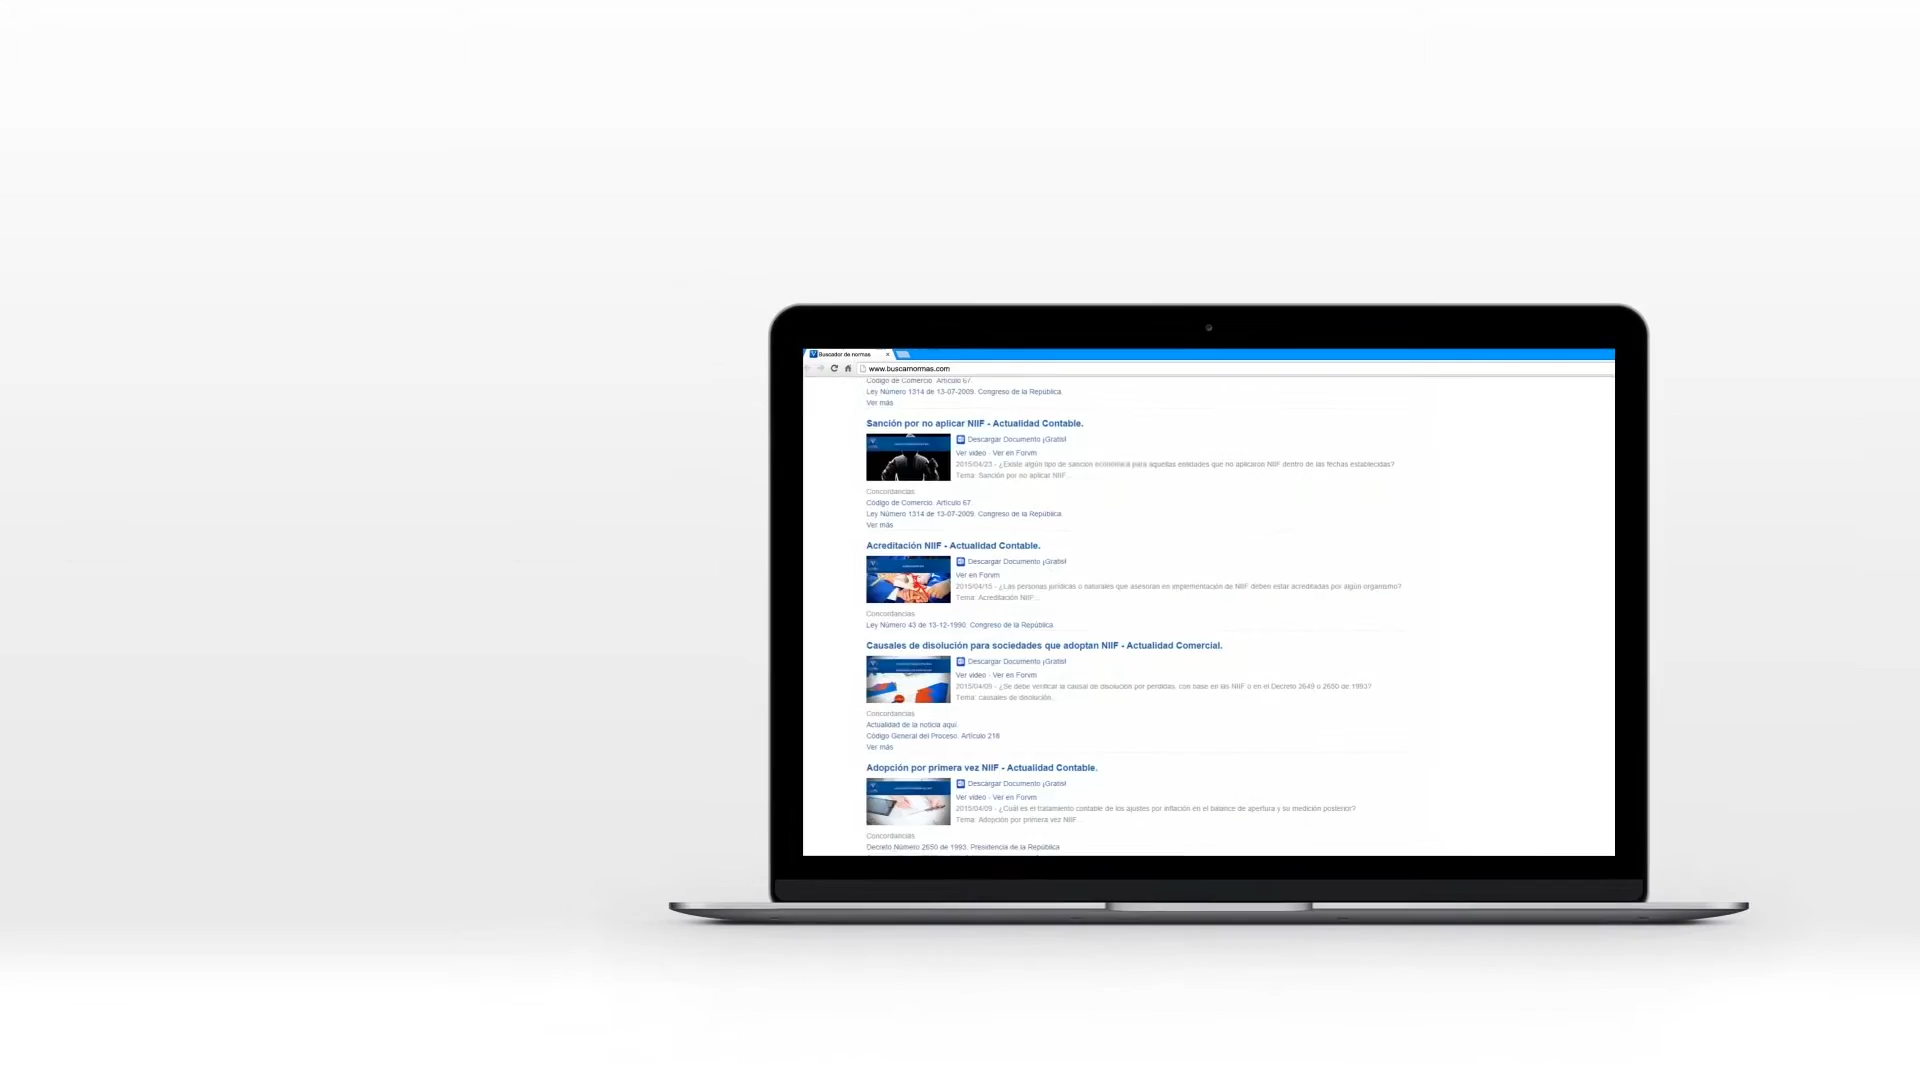 Buscador de normas
www.buscarnormas.com
Código de Comercio. Artículo 67
Ley Número 1314 de 13-07-2009. Congreso de la República
Ver más
Sanción por no aplicar NIIF - Actualidad Contable.
Descargar Documento ¡Gratis!
Ver video - Ver en Forvm
2015/04/23 - ¿Existe algún tipo de sanción económica para aquellas entidades que no aplicaron NIIF dentro de las fechas establecidas?
Tema: Sanción por no aplicar NIIF...
Concordancias
Código de Comercio. Artículo 67
Ley Número 1314 de 13-07-2009. Congreso de la República
Ver más
Acreditación NIIF - Actualidad Contable.
Descargar Documento ¡Gratis!
Ver en Forvm
2015/04/15 - ¿Las personas jurídicas o naturales que asesoran en implementación de NIIF deben estar acreditadas por algún organismo?
Tema: Acreditación NIIF...
Concordancias
Ley Número 43 de 13-12-1990. Congreso de la República
Causales de disolución para sociedades que adoptan NIIF - Actualidad Comercial.
Descargar Documento ¡Gratis!
Ver video - Ver en Forvm
2015/04/09 - ¿Se debe verificar la causal de disolución por perdidas, con base en las NIIF o en el Decreto 2649 o 2650 de 1993?
Tema: causales de disolución.
Concordancias
Actualidad de la noticia aquí.
Código General del Proceso. Artículo 218
Ver más
Adopción por primera vez NIIF - Actualidad Contable.
Descargar Documento ¡Gratis!
Ver video - Ver en Forvm
2015/04/09 - ¿Cuál es el tratamiento contable de los ajustes por inflación en el balance de apertura y su medición posterior?
Tema: Adopción por primera vez NIIF...
Concordancias
Decreto Número 2650 de 1993. Presidencia de la República